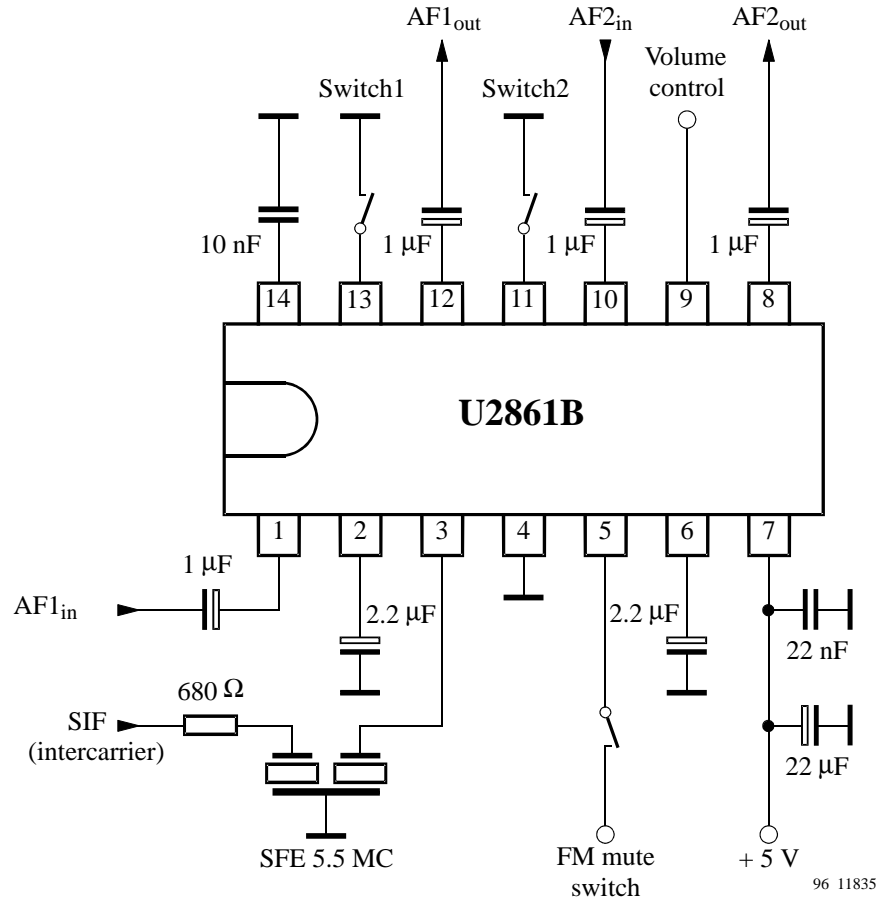 AF1out
AF2in
AF2out
Volume
control
Switch1
Switch2
10 nF
1 µF
1 µF
1 µF
14
13
12
11
10
9
8
U2861B
1
2
3
4
5
6
7
1 µF
AF1in
2.2 µF
2.2 µF
22 nF
680 Ω
SIF
(intercarrier)
22 µF
SFE 5.5 MC
FM mute
switch
+ 5 V
96 11835